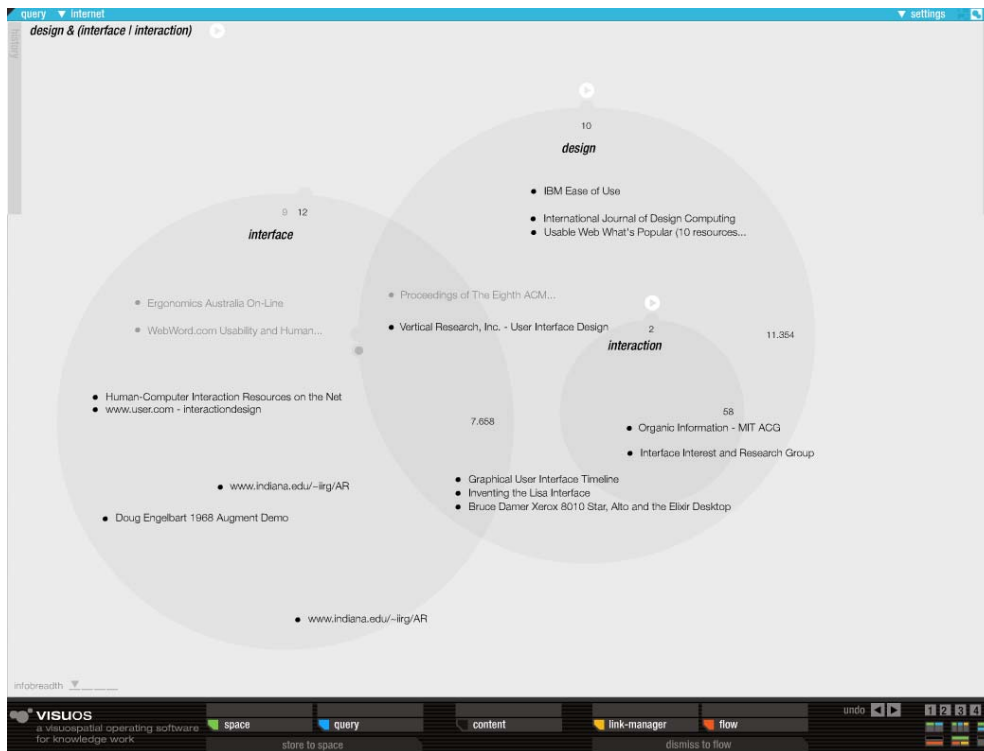 query ▼ internet ▼ settings
design & (interface | interaction)
history
10
design
IBM Ease of Use
9 12
International Journal of Design Computing
Usable Web What's Popular (10 resources...
interface
Proceedings of The Eighth ACM...
Ergonomics Australia On-Line
WebWord.com Usability and Human...
Vertical Research, Inc. - User Interface Design
2
11.354
interaction
Human-Computer Interaction Resources on the Net
www.user.com - interactiondesign
58
7.658
Organic Information - MIT ACG
Interface Interest and Research Group
Graphical User Interface Timeline
www.indiana.edu/~iirg/AR
Inventing the Lisa Interface
Bruce Damer Xerox 8010 Star, Alto and the Elixir Desktop
Doug Engelbart 1968 Augment Demo
www.indiana.edu/~iirg/AR
infobreadth
undo 1 2 3 4
VISUOS
a visuospatial operating software
for knowledge work
space query content link-manager flow
store to space dismiss to flow